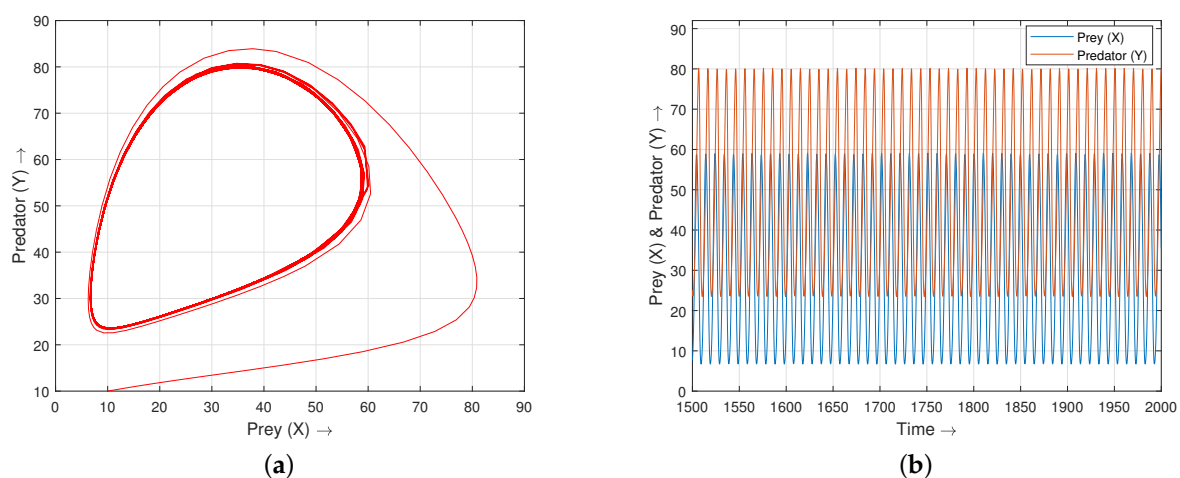 90
80
70
60
50
40
30
20
10
Predator (Y) →
0 10 20 30 40 50 60 70 80 90
Prey (X) →
(a)
90
80
70
60
50
40
30
20
10
0
Prey (X) & Predator (Y) →
Prey (X)
Predator (Y)
1500 1550 1600 1650 1700 1750 1800 1850 1900 1950 2000
Time →
(b)